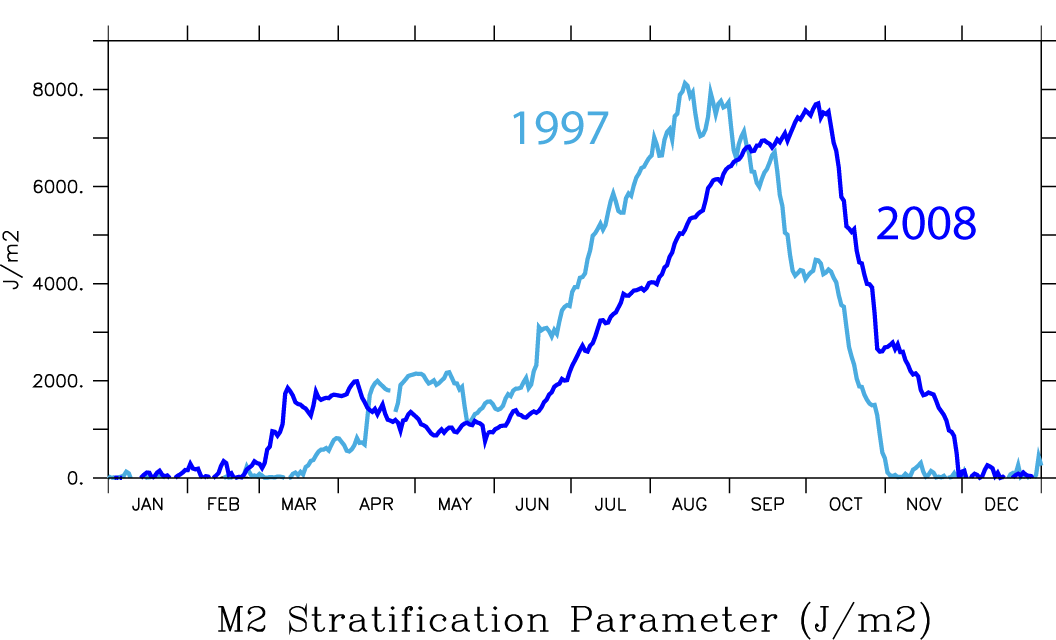 8000.
1997
6000.
2008
J/m2
4000.
2000.
0.
JAN FEB MAR APR MAY JUN JUL AUG SEP OCT NOV DEC
M2 Stratification Parameter (J/m2)